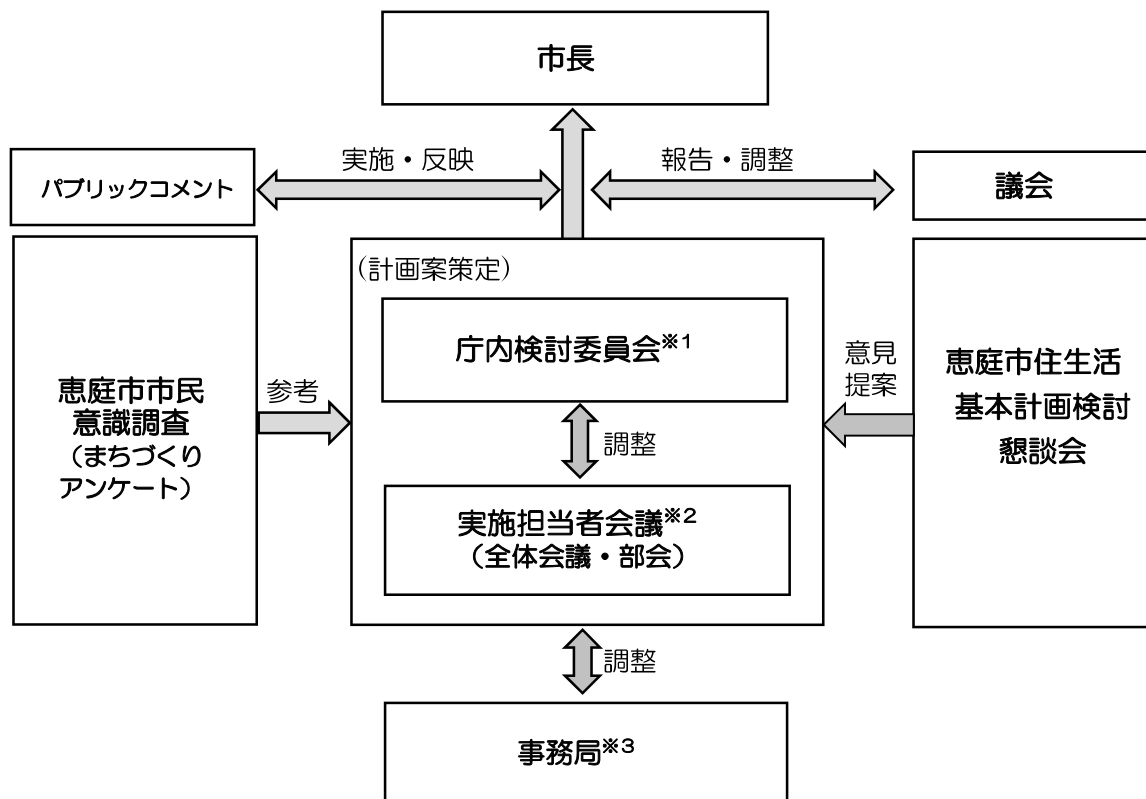 市長
実施・反映
報告・調整
パブリックコメント
議会
(計画案策定)
庁内検討委員会※1
調整
実施担当者会議※2
(全体会議・部会)
恵庭市市民
意識調査
(まちづくり
アンケート)
参考
意見
提案
恵庭市住生活
基本計画検討
懇談会
調整
事務局※3